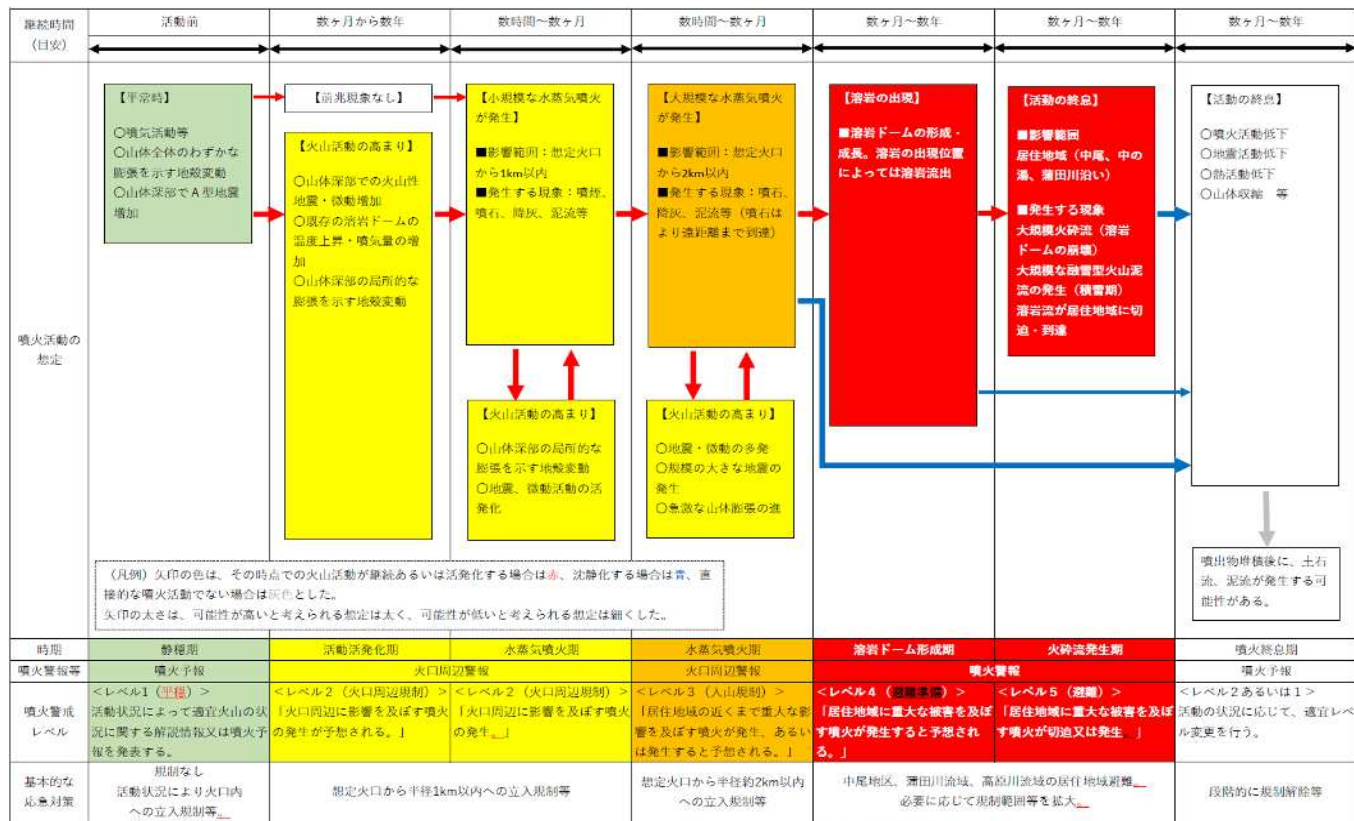 継続時間
（目安）
活動前
数ヶ月から数年
数時間～数ヶ月
数時間～数ヶ月
数ヶ月～数年
数ヶ月～数年
数ヶ月～数年
噴火活動の
想定
【平常時】
〇噴気活動等
〇山体全体のわずかな
膨張を示す地殻変動
〇山体深部でA型地震
増加
【前兆現象なし】
【火山活動の高まり】
〇山体深部での火山性
地震・微動増加
〇既存の溶岩ドームの
温度上昇・噴気量の増
加
〇山体深部の局所的な
膨張を示す地殻変動
【小規模な水蒸気噴火
が発生】
■影響範囲：想定火口
から1km以内
■発生する現象：噴煙、
噴石、降灰、泥流等
【火山活動の高まり】
〇山体深部の局所的な
膨張を示す地殻変動
〇地震、微動活動の活
発化
【大規模な水蒸気噴火
が発生】
■影響範囲：想定火口
から2km以内
■発生する現象：噴石、
降灰、泥流等（噴石は
より遠距離まで到達）
【火山活動の高まり】
〇地震・微動の多発
〇規模の大きな地震の
発生
〇急激な山体膨張の進
【溶岩の出現】
■溶岩ドームの形成・
成長。溶岩の出現位置
によっては溶岩流出
【活動の終息】
■影響範囲
居住地域（中尾、中の
湯、蒲田川沿い）
■発生する現象
大規模火砕流（溶岩
ドームの崩壊）
大規模な融雪型火山泥
流の発生（積雪期）
溶岩流が居住地域に切
迫・到達
【活動の終息】
〇噴火活動低下
〇地震活動低下
〇熱活動低下
〇山体収縮　等
噴出物堆積後に、土石
流、泥流が発生する可
能性がある。
（凡例）矢印の色は、その時点での火山活動が継続あるいは活発化する場合は赤、沈静化する場合は青、直
接的な噴火活動でない場合は灰色とした。
矢印の太さは、可能性が高いと考えられる想定は太く、可能性が低いと考えられる想定は細くした。
時期
静穏期
活動活発化期
水蒸気噴火期
水蒸気噴火期
溶岩ドーム形成期
火砕流発生期
噴火終息期
噴火警報等
噴火予報
火口周辺警報
火口周辺警報
噴火警報
噴火予報
噴火警戒
レベル
＜レベル1（平穏）＞
活動状況によって適宜火山の状
況に関する解説情報又は噴火予
報を発表する。
＜レベル２（火口周辺規制）＞
「火口周辺に影響を及ぼす噴火
の発生が予想される。」
＜レベル２（火口周辺規制）＞
「火口周辺に影響を及ぼす噴火
の発生。」
＜レベル３（入山規制）＞
「居住地域の近くまで重大な影
響を及ぼす噴火が発生、あるい
は発生すると予想される。」
＜レベル４（避難準備）＞
「居住地域に重大な被害を及ぼ
す噴火が発生すると予想され
る。」
＜レベル５（避難）＞
「居住地域に重大な被害を及ぼ
す噴火が切迫又は発生。」
＜レベル２あるいは１＞
活動の状況に応じて、適宜レベ
ル変更を行う。
基本的な
応急対策
規制なし
活動状況により火口内
への立入規制等。
想定火口から半径1km以内への立入規制等
想定火口から半径約2km以内
への立入規制等
中尾地区、蒲田川流域、高原川流域の居住地域避難。
必要に応じて規制範囲等を拡大。
段階的に規制解除等